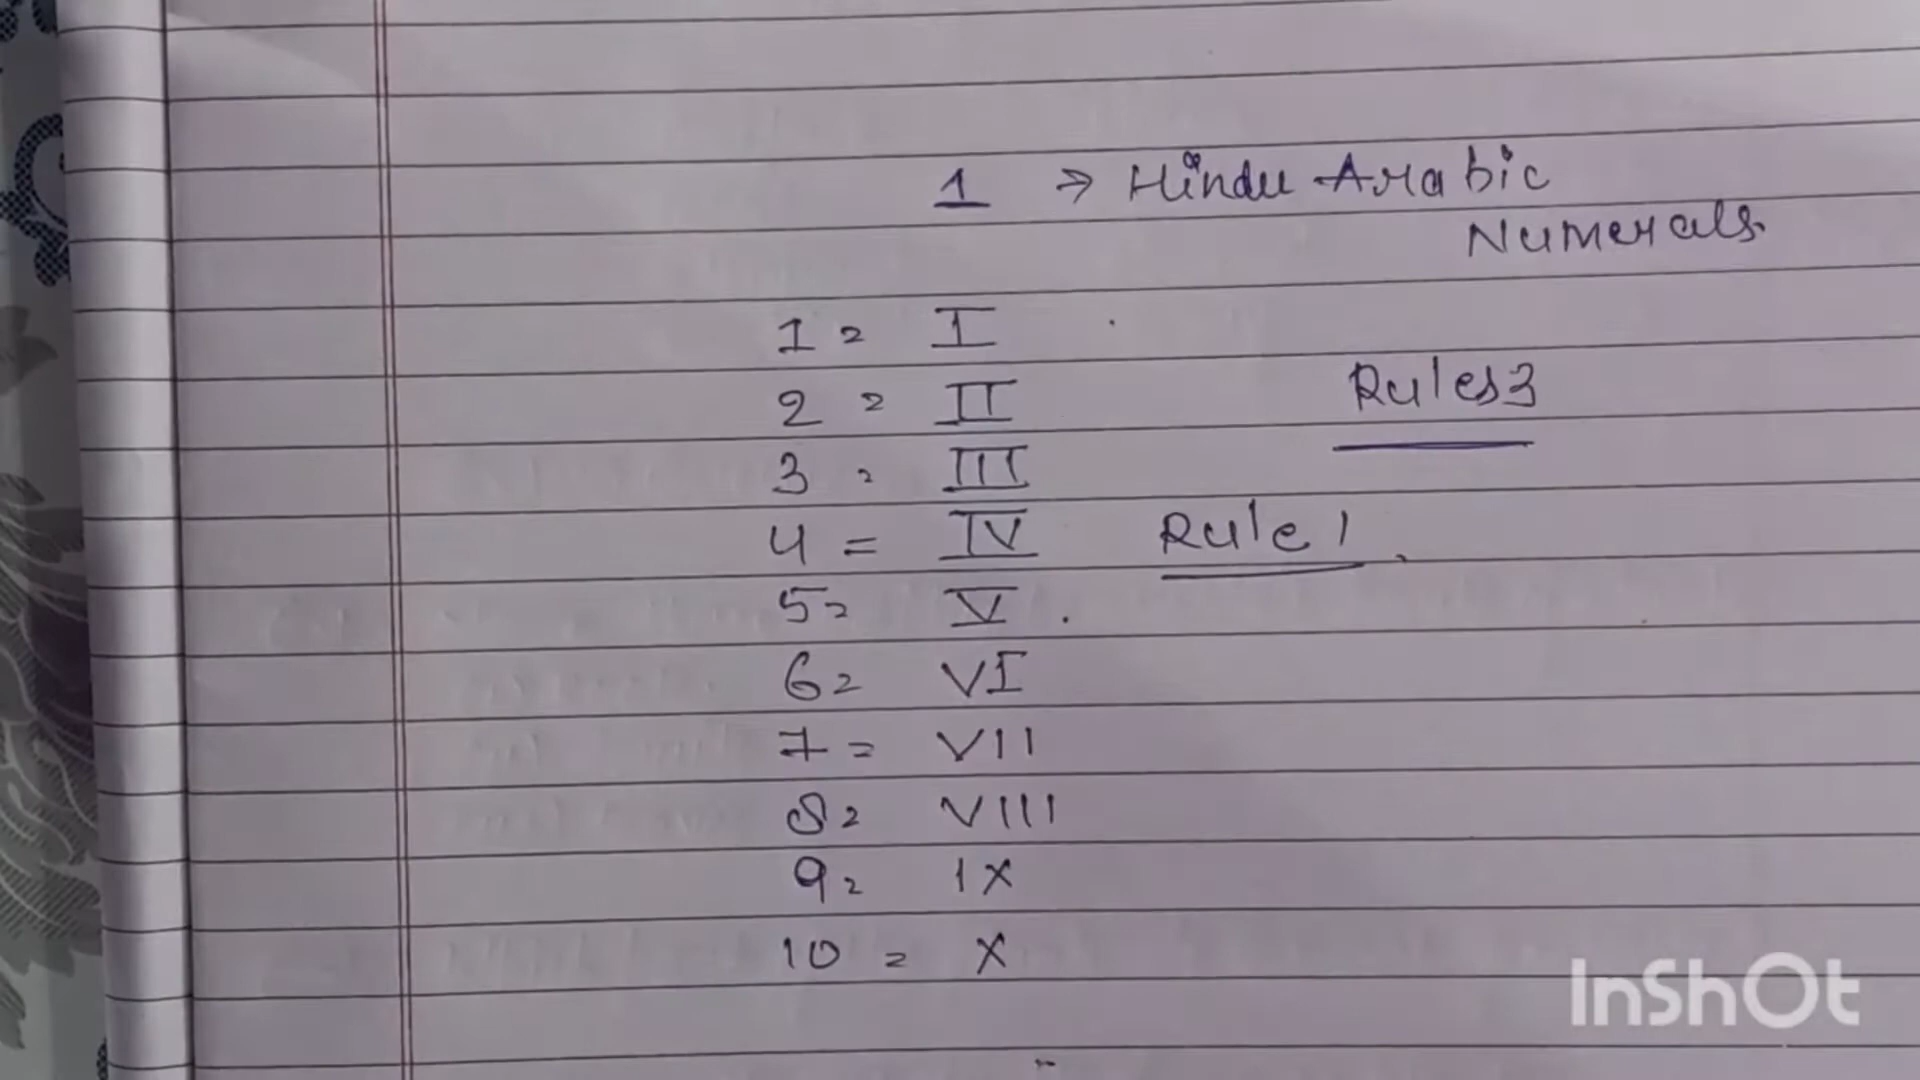 1 → Hindu Arabic
Numerals.
1 = I
2 = II
Rules 3
3 = III
4 = IV Rule 1
5 = V
6 = VI
7 = VII
8 = VIII
9 = IX
10 = X
InShOt